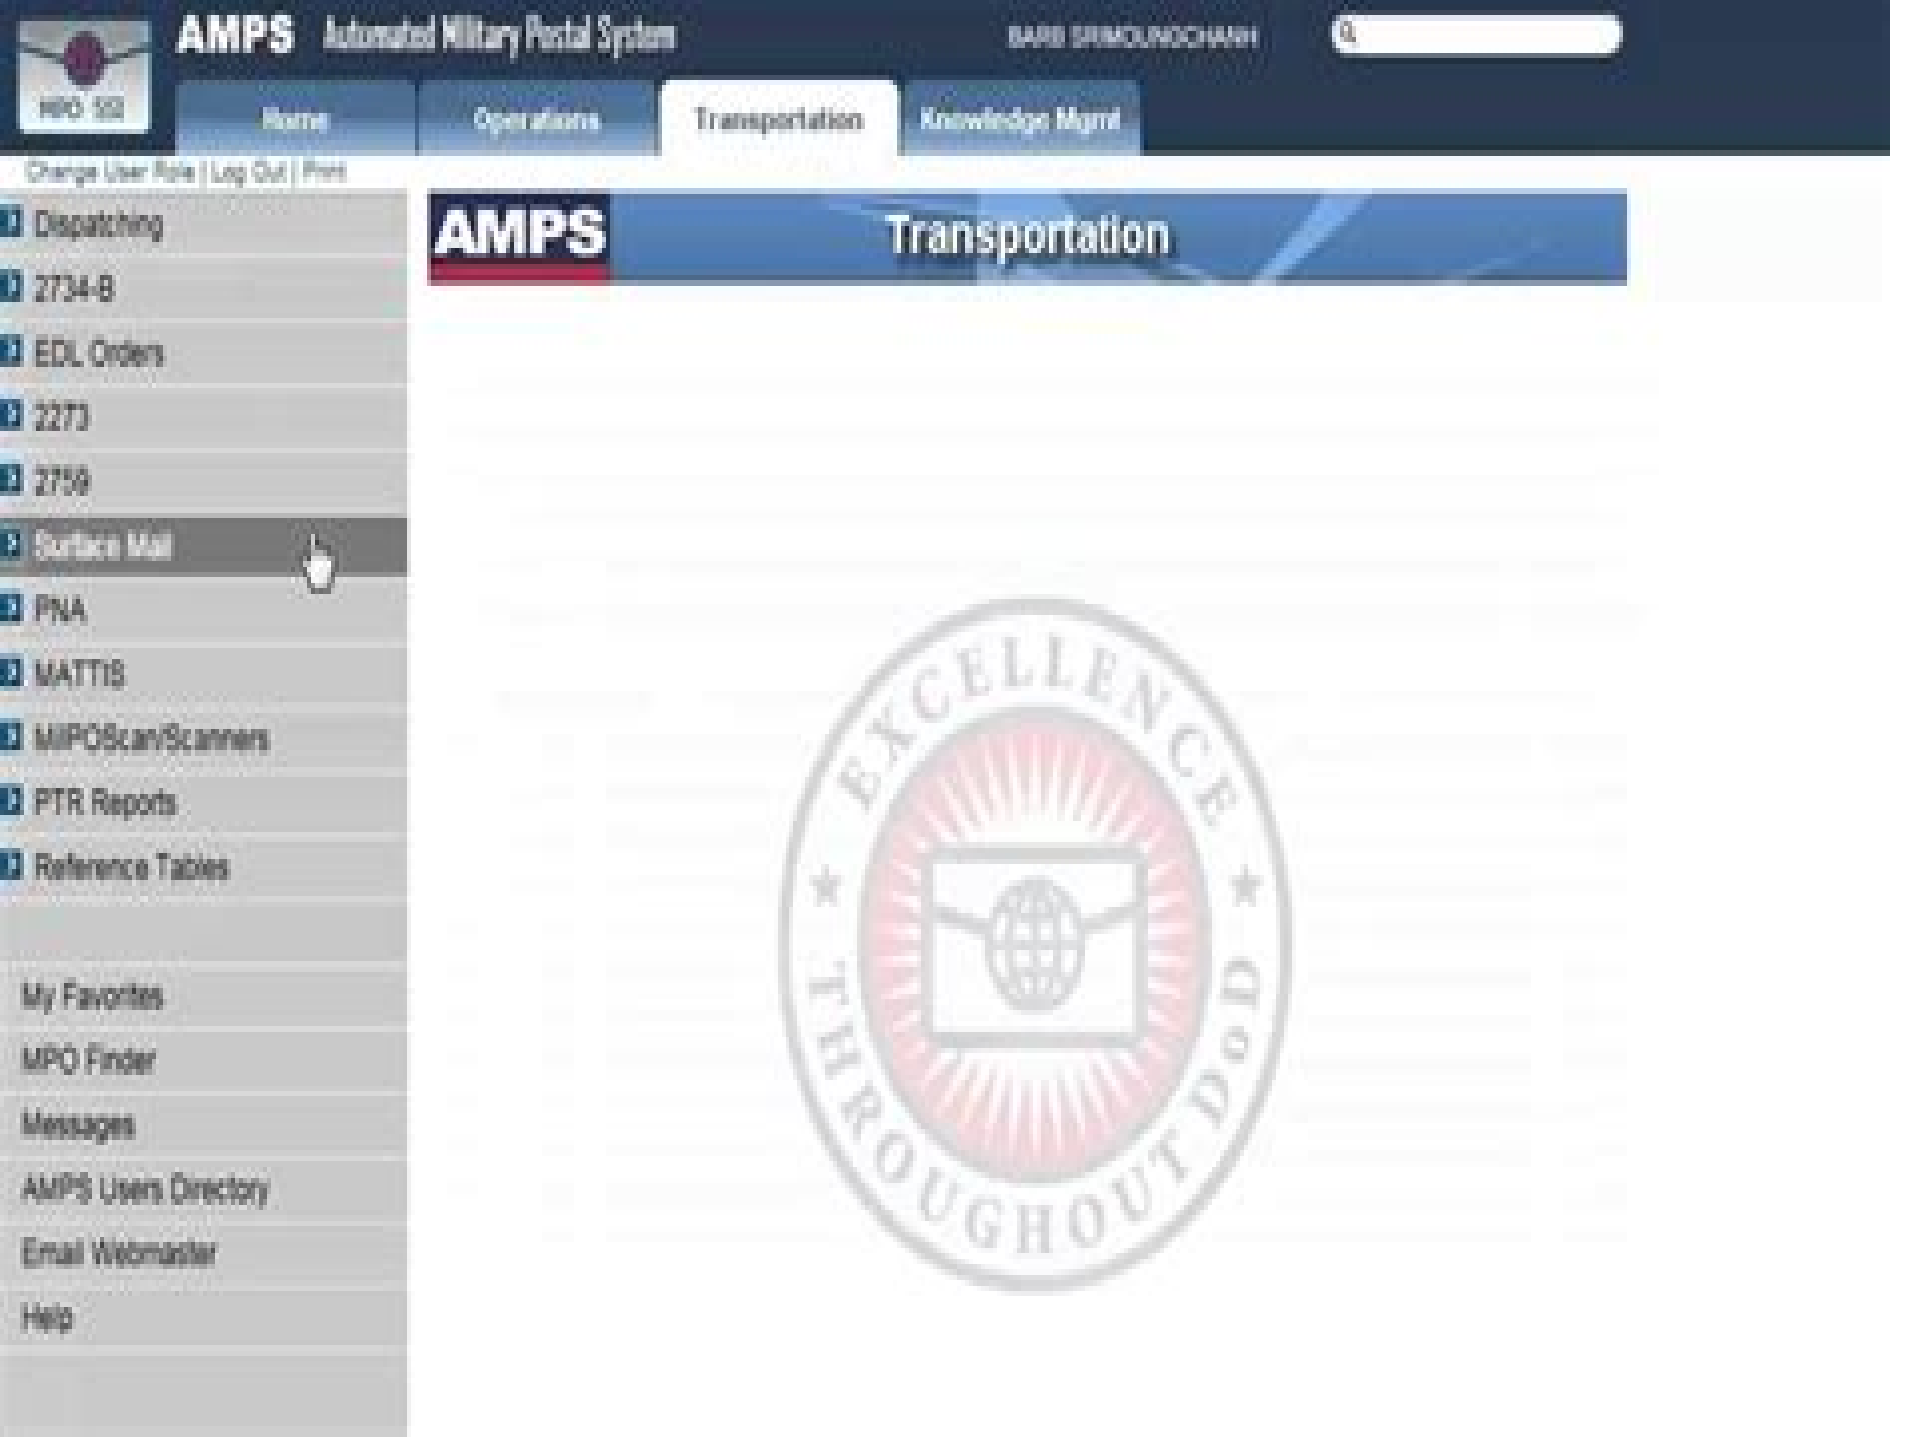 AMPS Automated Military Postal System
Home Operations Transportation Knowledge Mgmt
Change User Role | Log Out | Print
AMPS Transportation
Dispatching
2734-B
EDL Orders
2273
2759
Surface Mail
PNA
MATTIS
MilPOScan/Scanners
PTR Reports
Reference Tables
My Favorites
MPO Finder
Messages
AMPS Users Directory
Email Webmaster
Help
EXCELLENCE
THROUGHOUT DoD